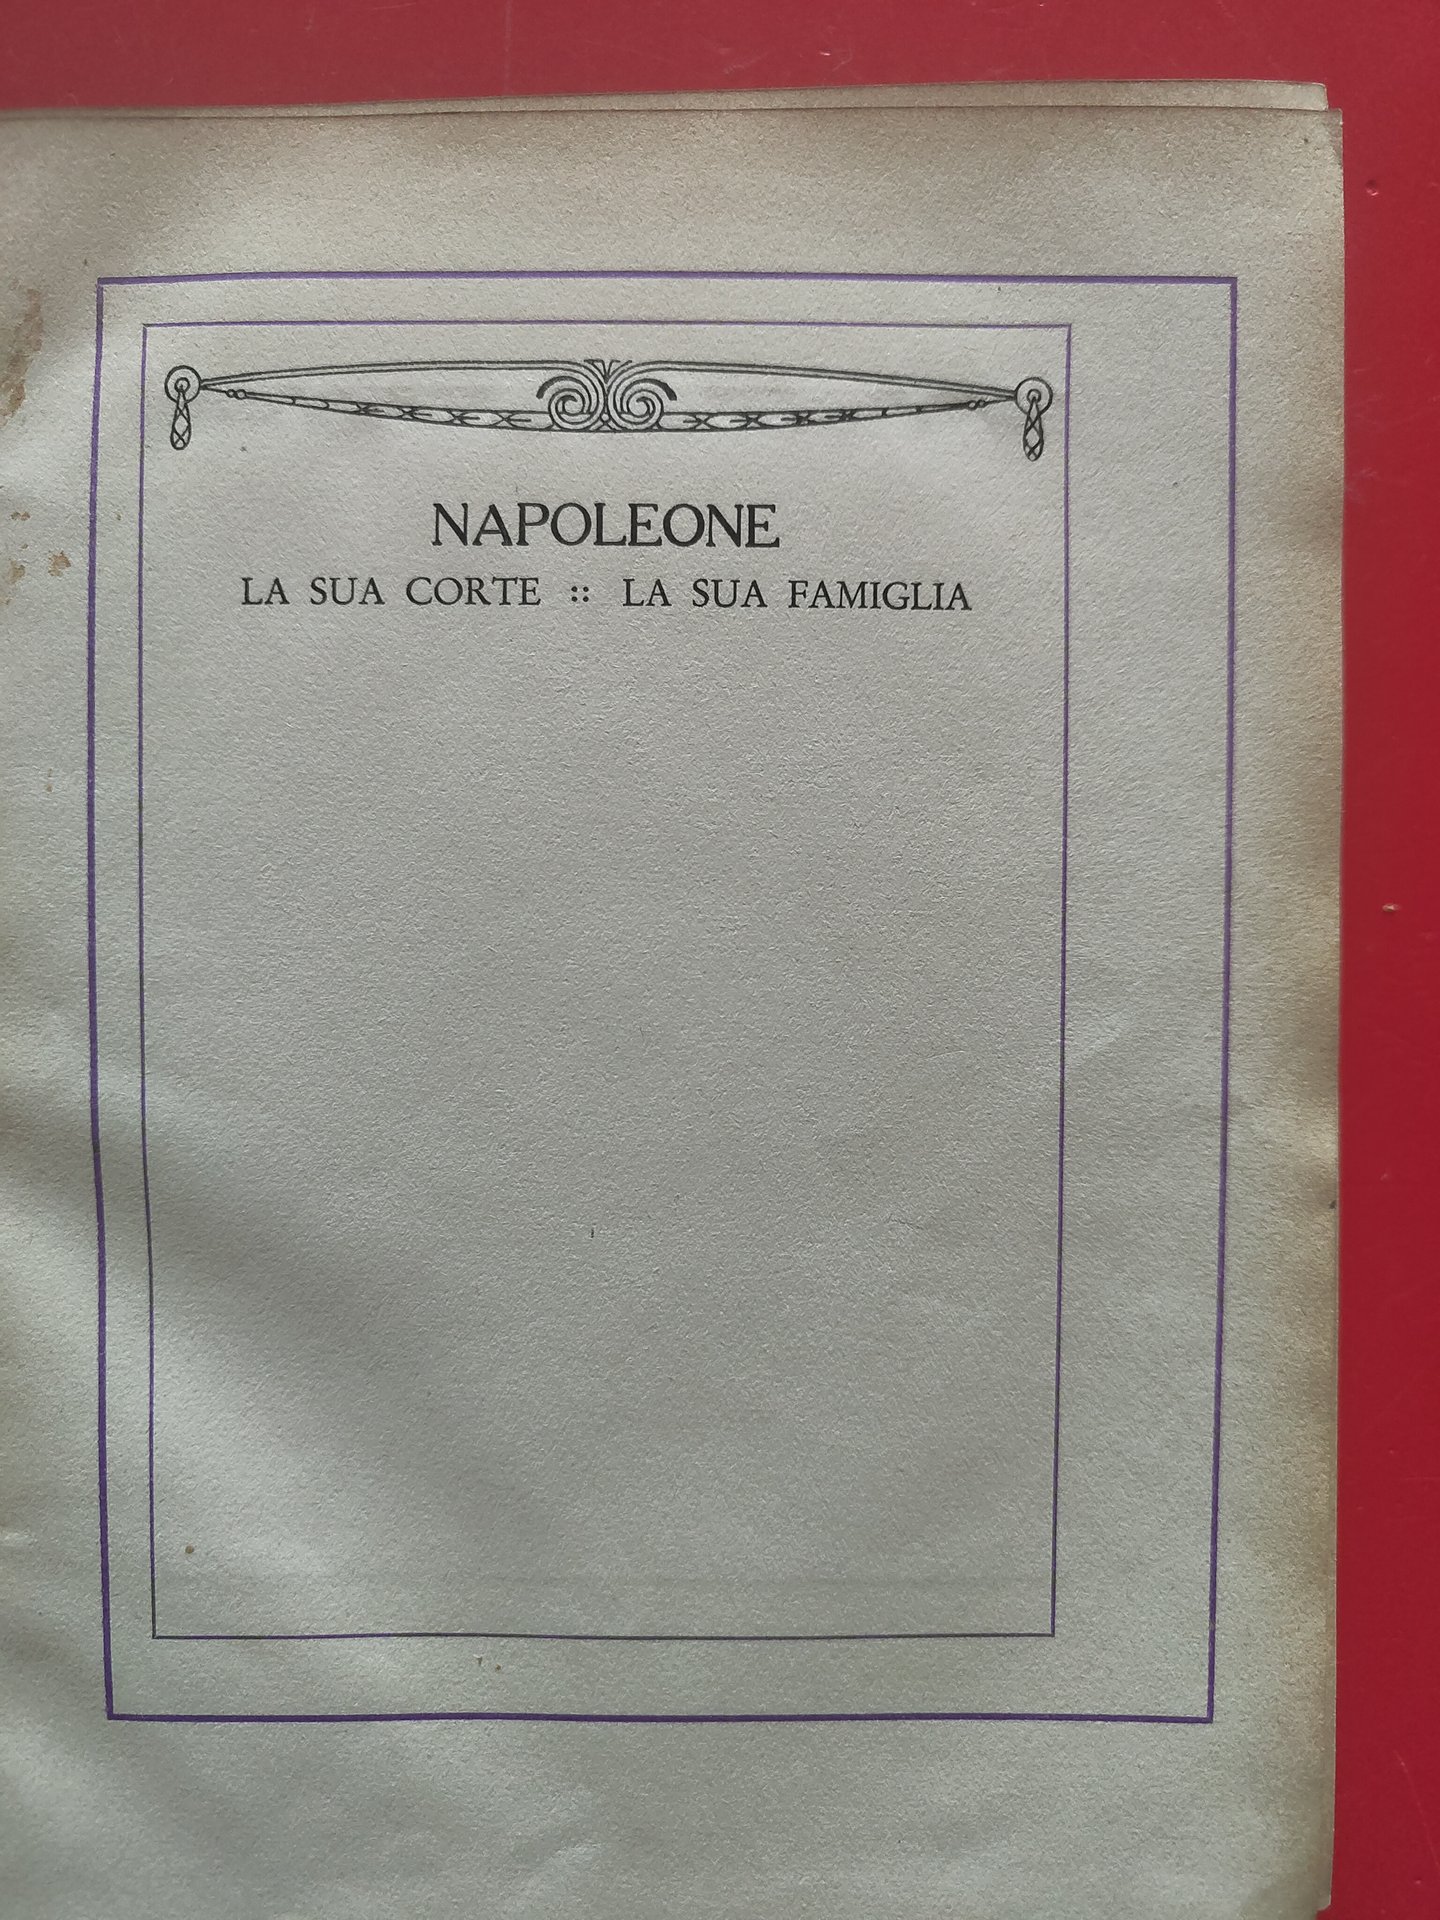 NAPOLEONE
LA SUA CORTE :: LA SUA FAMIGLIA